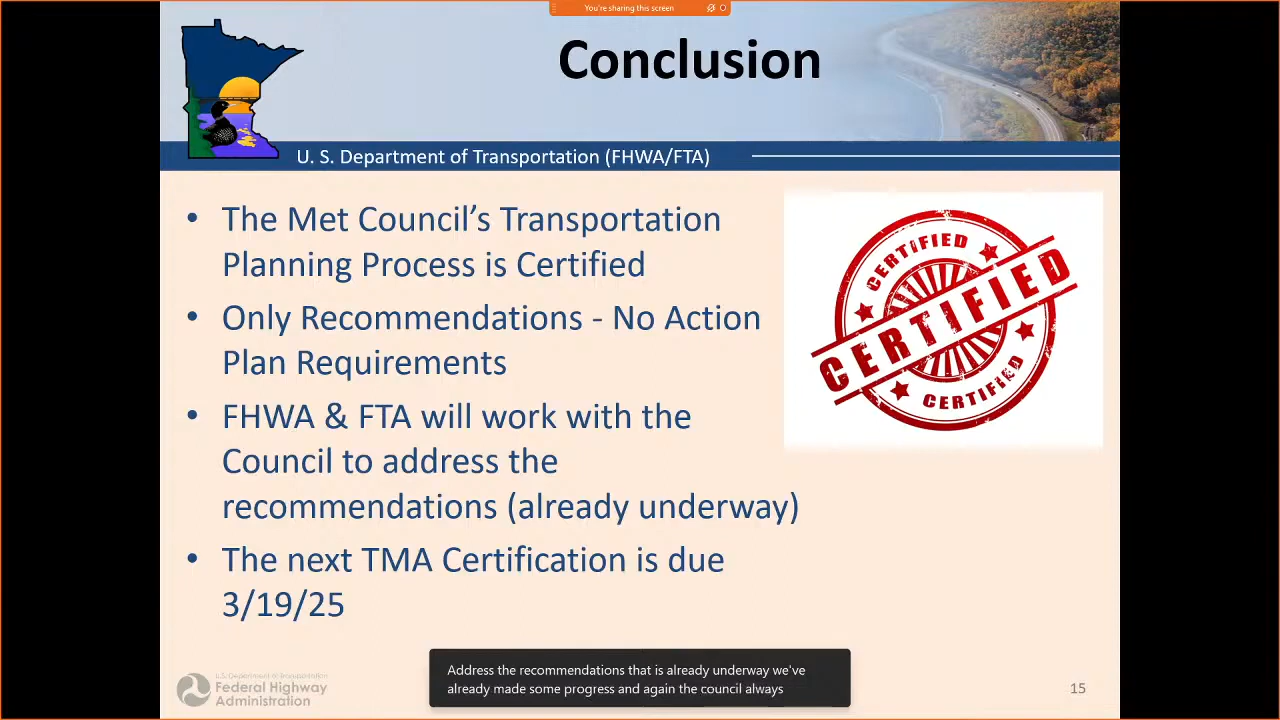 You're sharing this screen
Conclusion
U. S. Department of Transportation (FHWA/FTA)
• The Met Council's Transportation
Planning Process is Certified
• Only Recommendations - No Action
Plan Requirements
• FHWA & FTA will work with the
Council to address the
recommendations (already underway)
• The next TMA Certification is due
3/19/25
CERTIFIED
CERTIFIED
CERTIFIED
Address the recommendations that is already underway we've
already made some progress and again the council always
U.S. Department of Transportation
Federal Highway
Administration
15